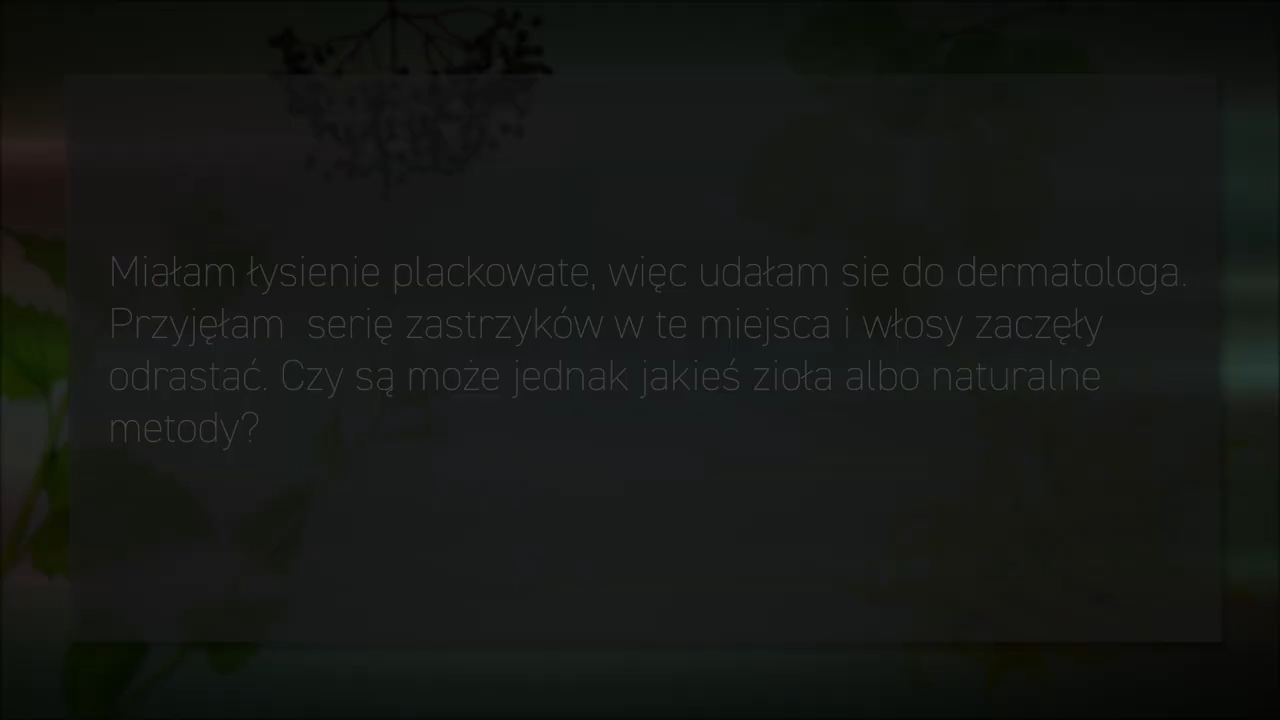 Miałam łysienie plackowate, więc udałam sie do dermatologa.
Przyjęłam  serię zastrzyków w te miejsca i włosy zaczęły
odrastać. Czy są może jednak jakieś zioła albo naturalne
metody?